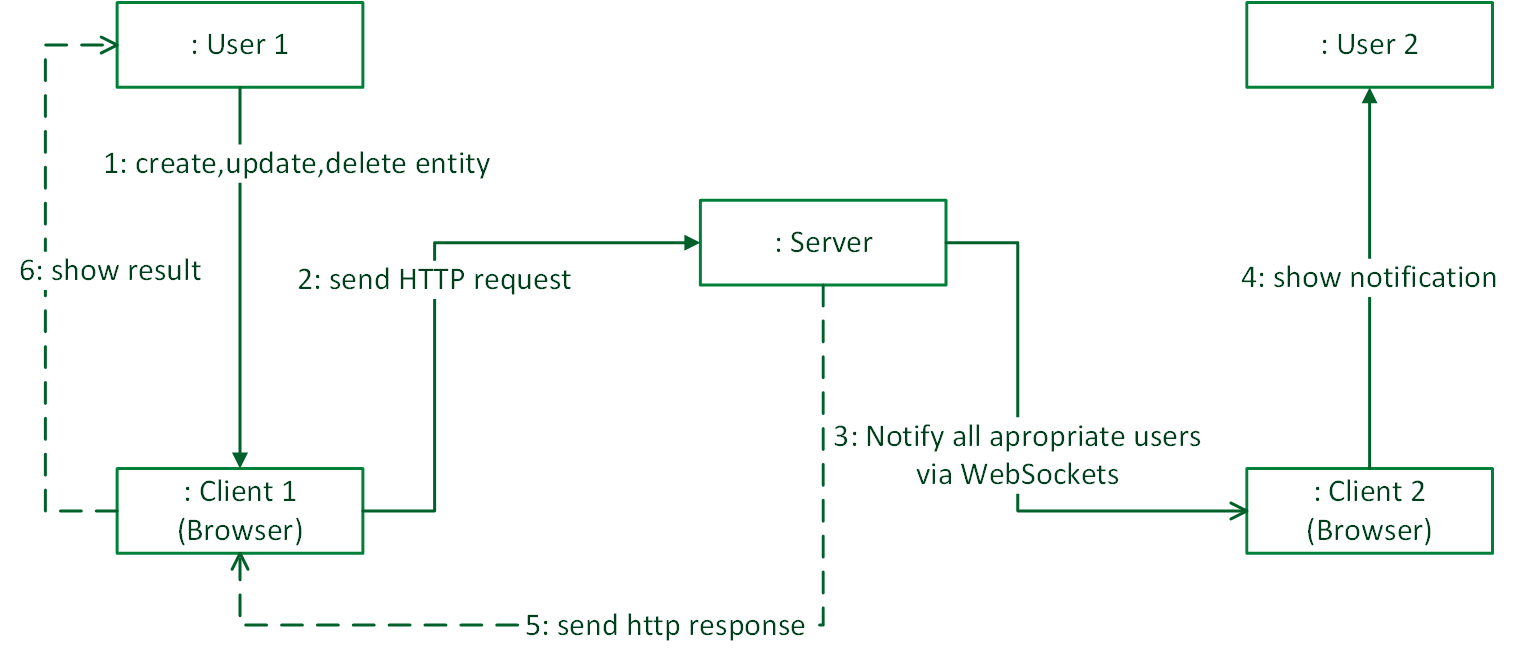 : User 1
: User 2
1: create,update,delete entity
: Server
6: show result
2: send HTTP request
4: show notification
3: Notify all apropriate users
via WebSockets
: Client 1
(Browser)
: Client 2
(Browser)
5: send http response